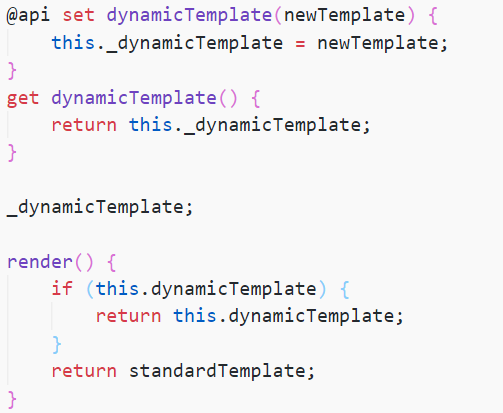 @api set dynamicTemplate(newTemplate) {
    this._dynamicTemplate = newTemplate;
}
get dynamicTemplate() {
    return this._dynamicTemplate;
}

_dynamicTemplate;

render() {
    if (this.dynamicTemplate) {
        return this.dynamicTemplate;
    }
    return standardTemplate;
}